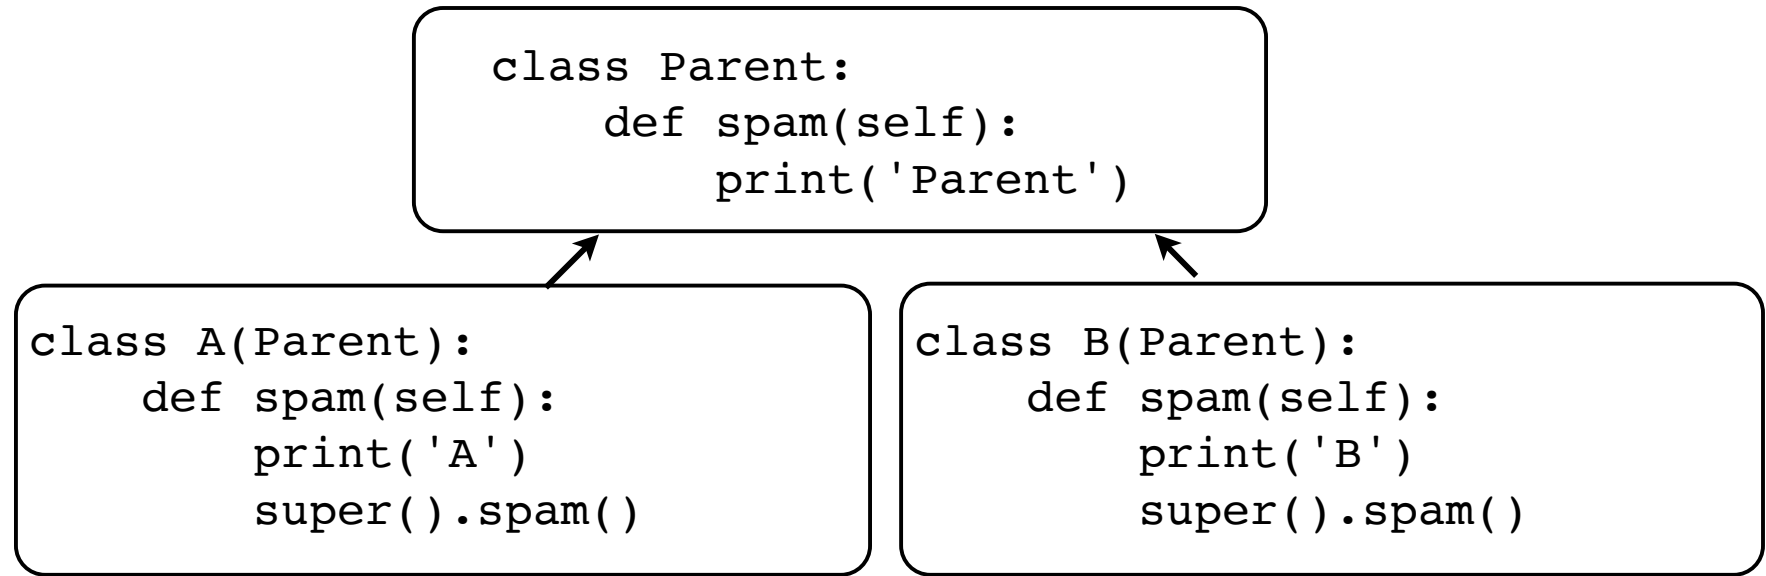 class Parent:
    def spam(self):
        print('Parent')
class A(Parent):
    def spam(self):
        print('A')
        super().spam()
class B(Parent):
    def spam(self):
        print('B')
        super().spam()